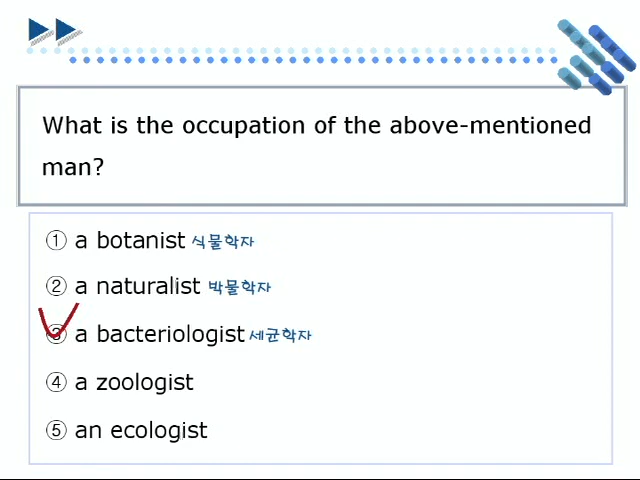 What is the occupation of the above-mentioned
man?
① a botanist 식물학자
② a naturalist 박물학자
③ a bacteriologist 세균학자
④ a zoologist
⑤ an ecologist